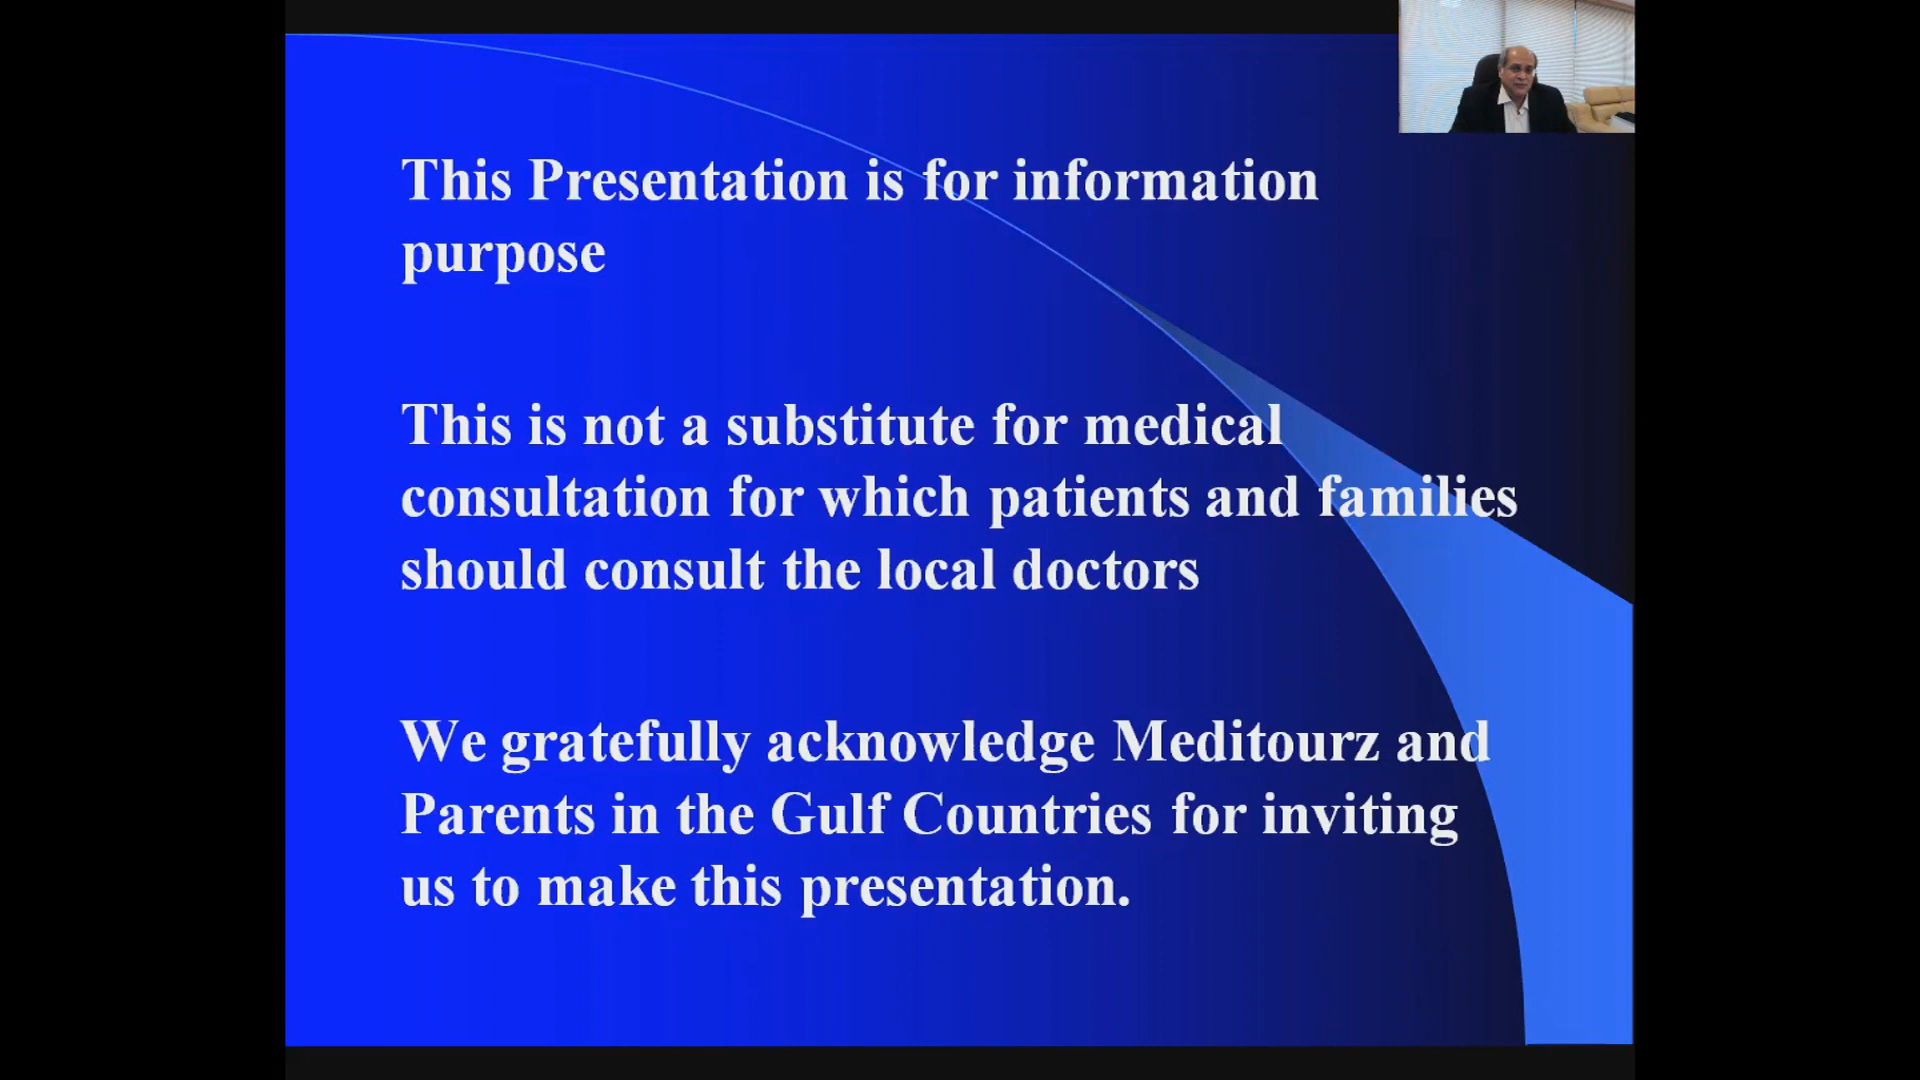 This Presentation is for information
purpose
This is not a substitute for medical
consultation for which patients and families
should consult the local doctors
We gratefully acknowledge Meditourz and
Parents in the Gulf Countries for inviting
us to make this presentation.